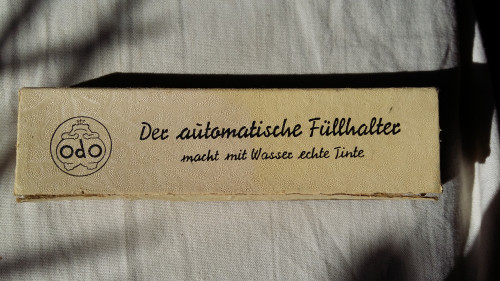 OdO
Der automatische Füllhalter
macht mit Wasser echte Tinte